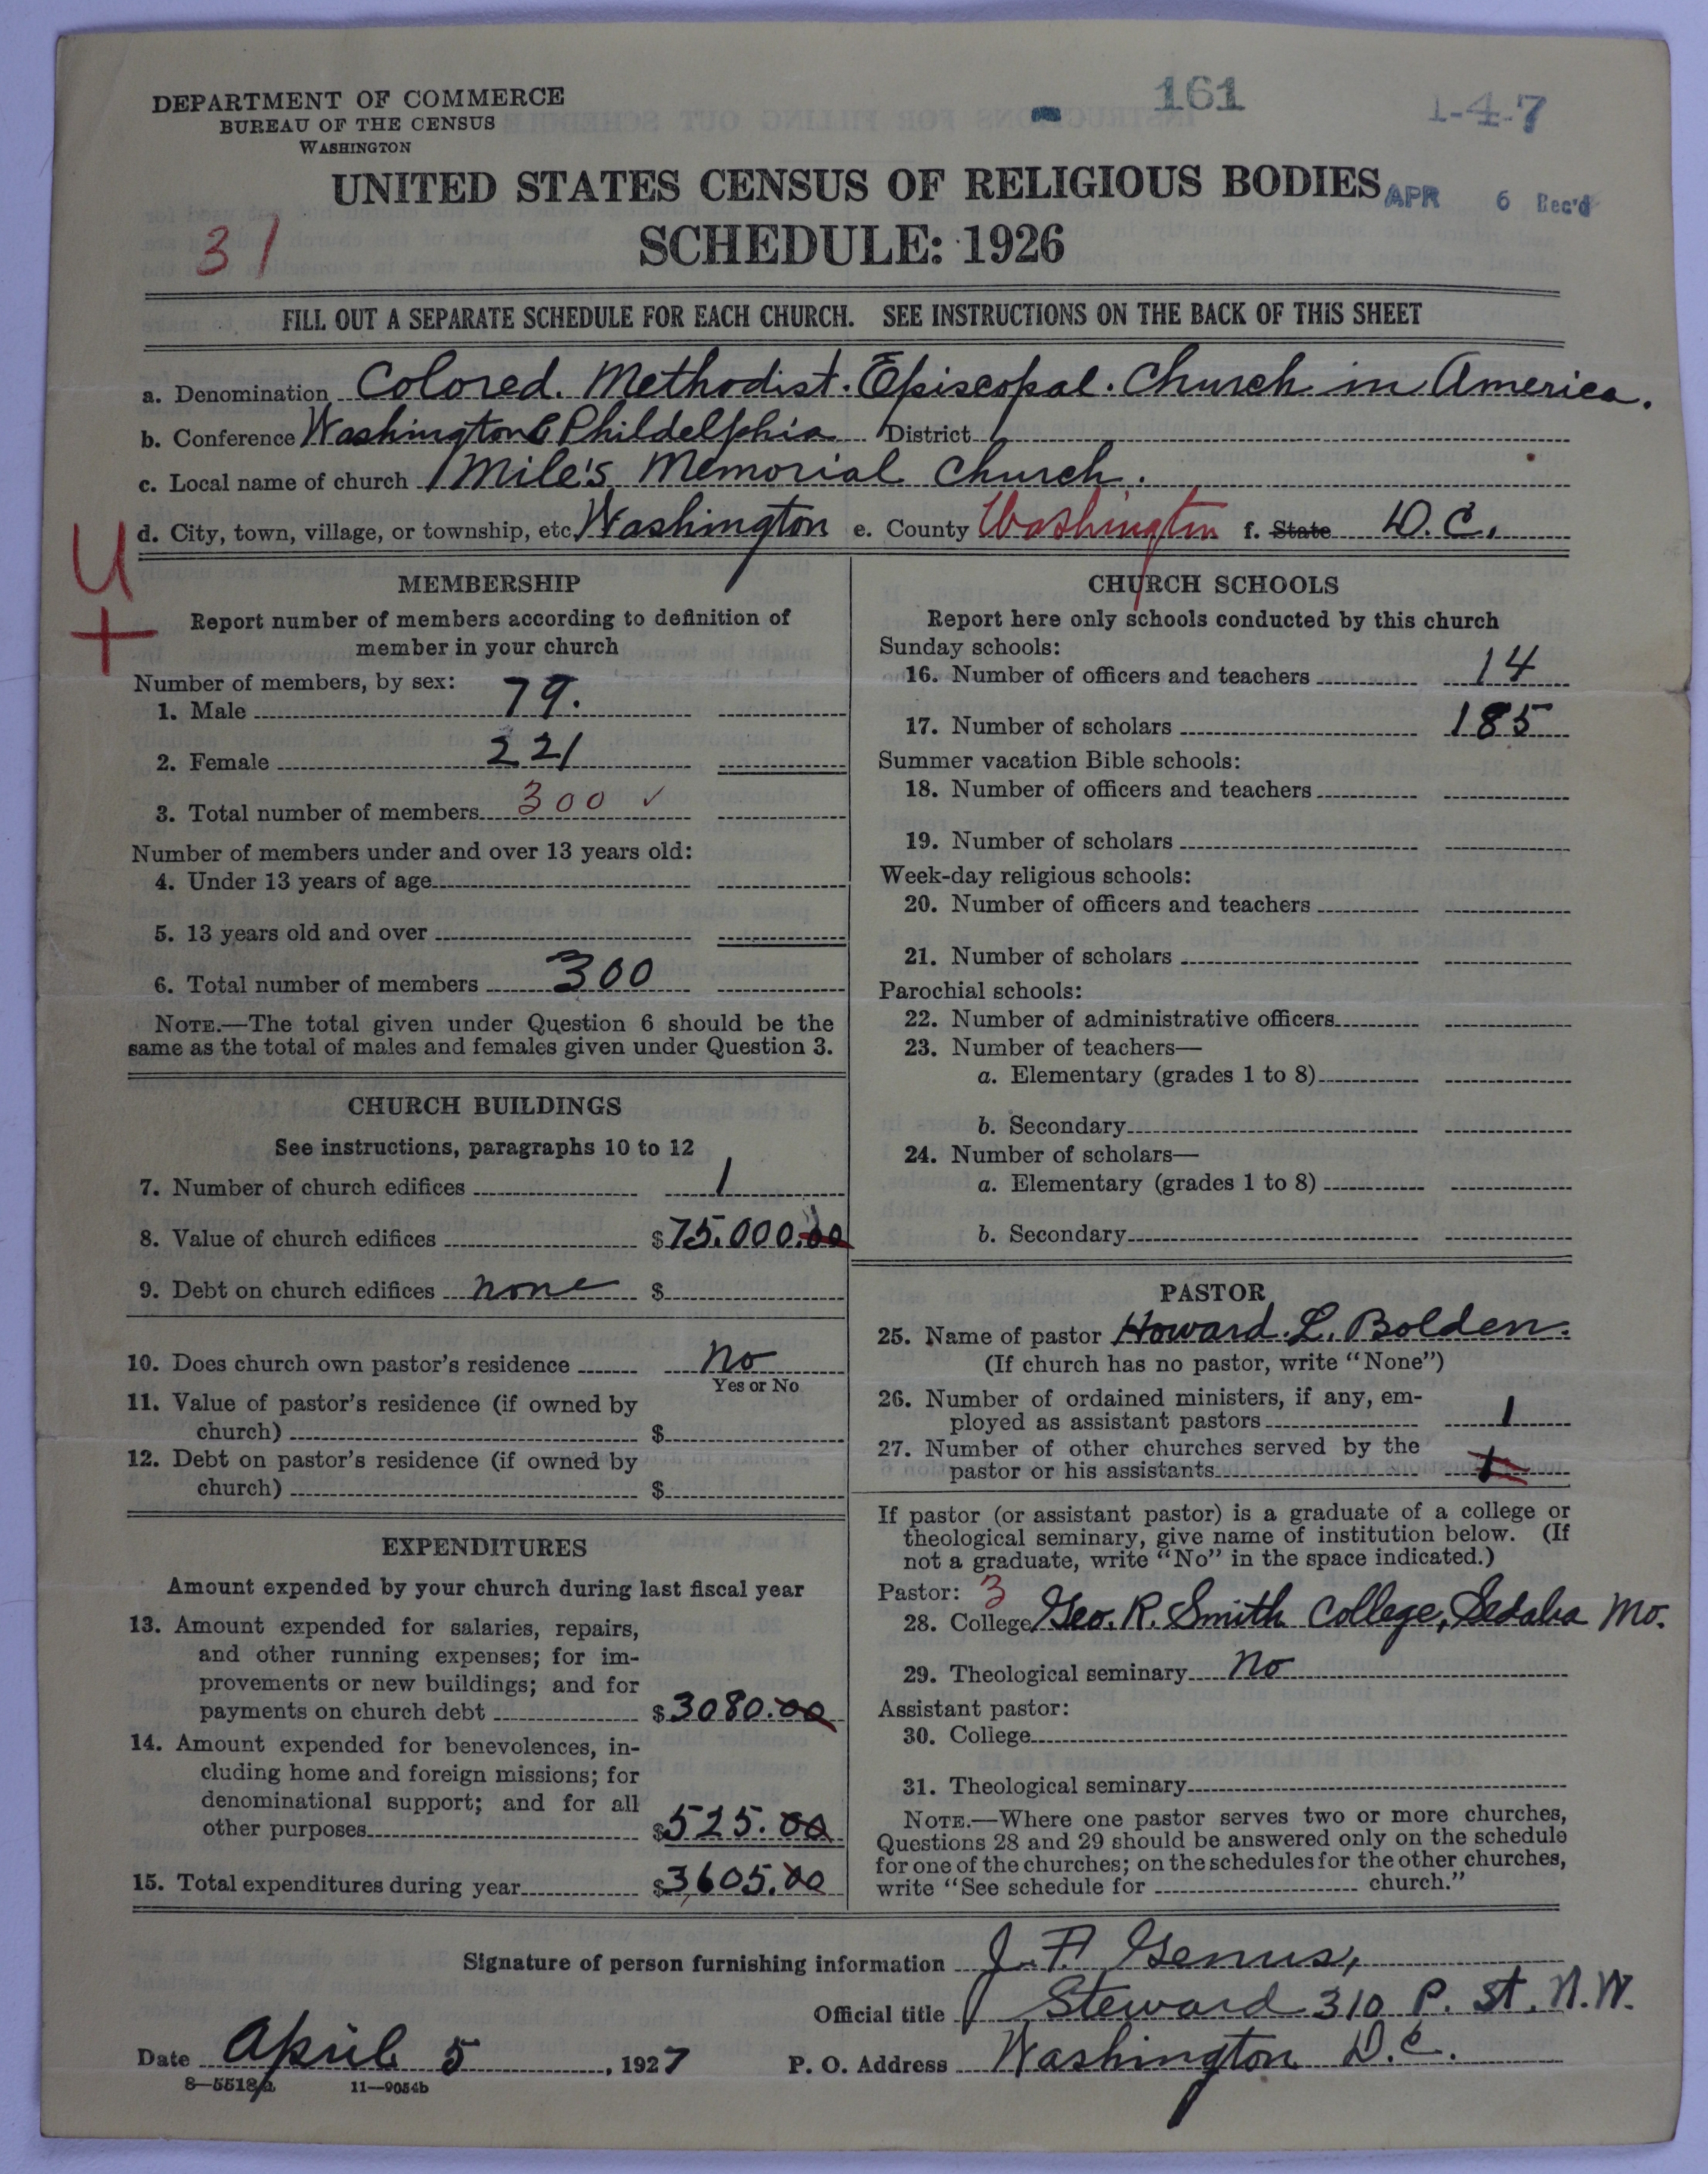 161
1-4-7
DEPARTMENT OF COMMERCE
BUREAU OF THE CENSUS
WASHINGTON
UNITED STATES CENSUS OF RELIGIOUS BODIES
APR 6 Rec'd
31
SCHEDULE: 1926
FILL OUT A SEPARATE SCHEDULE FOR EACH CHURCH. SEE INSTRUCTIONS ON THE BACK OF THIS SHEET
a. Denomination Colored. Methodist. Episcopal. Church in America.
b. Conference Washington & Phildelphia District
c. Local name of church Mile's Memorial Church.
d. City, town, village, or township, etc. Washington e. County Washington f. State D.C.
U
+
MEMBERSHIP
Report number of members according to definition of
member in your church
Number of members, by sex:
1. Male 79.
2. Female 221
3. Total number of members 300 ✓
Number of members under and over 13 years old:
4. Under 13 years of age
5. 13 years old and over
6. Total number of members 300
NOTE.—The total given under Question 6 should be the
same as the total of males and females given under Question 3.
CHURCH BUILDINGS
See instructions, paragraphs 10 to 12
7. Number of church edifices 1
8. Value of church edifices $75.000.00
9. Debt on church edifices none $
10. Does church own pastor's residence no
Yes or No
11. Value of pastor's residence (if owned by
church) $
12. Debt on pastor's residence (if owned by
church) $
EXPENDITURES
Amount expended by your church during last fiscal year
13. Amount expended for salaries, repairs,
and other running expenses; for im-
provements or new buildings; and for
payments on church debt $3080.00
14. Amount expended for benevolences, in-
cluding home and foreign missions; for
denominational support; and for all
other purposes $525.00
15. Total expenditures during year $3605.00
CHURCH SCHOOLS
Report here only schools conducted by this church
Sunday schools:
16. Number of officers and teachers 14
17. Number of scholars 185
Summer vacation Bible schools:
18. Number of officers and teachers
19. Number of scholars
Week-day religious schools:
20. Number of officers and teachers
21. Number of scholars
Parochial schools:
22. Number of administrative officers
23. Number of teachers—
a. Elementary (grades 1 to 8)
b. Secondary
24. Number of scholars—
a. Elementary (grades 1 to 8)
b. Secondary
PASTOR
25. Name of pastor Howard. L. Bolden.
(If church has no pastor, write "None")
26. Number of ordained ministers, if any, em-
ployed as assistant pastors 1
27. Number of other churches served by the
pastor or his assistants 1
If pastor (or assistant pastor) is a graduate of a college or
theological seminary, give name of institution below. (If
not a graduate, write "No" in the space indicated.)
Pastor: 3
28. College Geo. R. Smith College, Sedalia Mo.
29. Theological seminary no
Assistant pastor:
30. College
31. Theological seminary
NOTE.—Where one pastor serves two or more churches,
Questions 28 and 29 should be answered only on the schedule
for one of the churches; on the schedules for the other churches,
write "See schedule for church."
Signature of person furnishing information J. F. Genus,
Official title Steward 310 P. St. N.W.
Date April 5, 1927 P. O. Address Washington D.C.
8—5518a 11—9054b